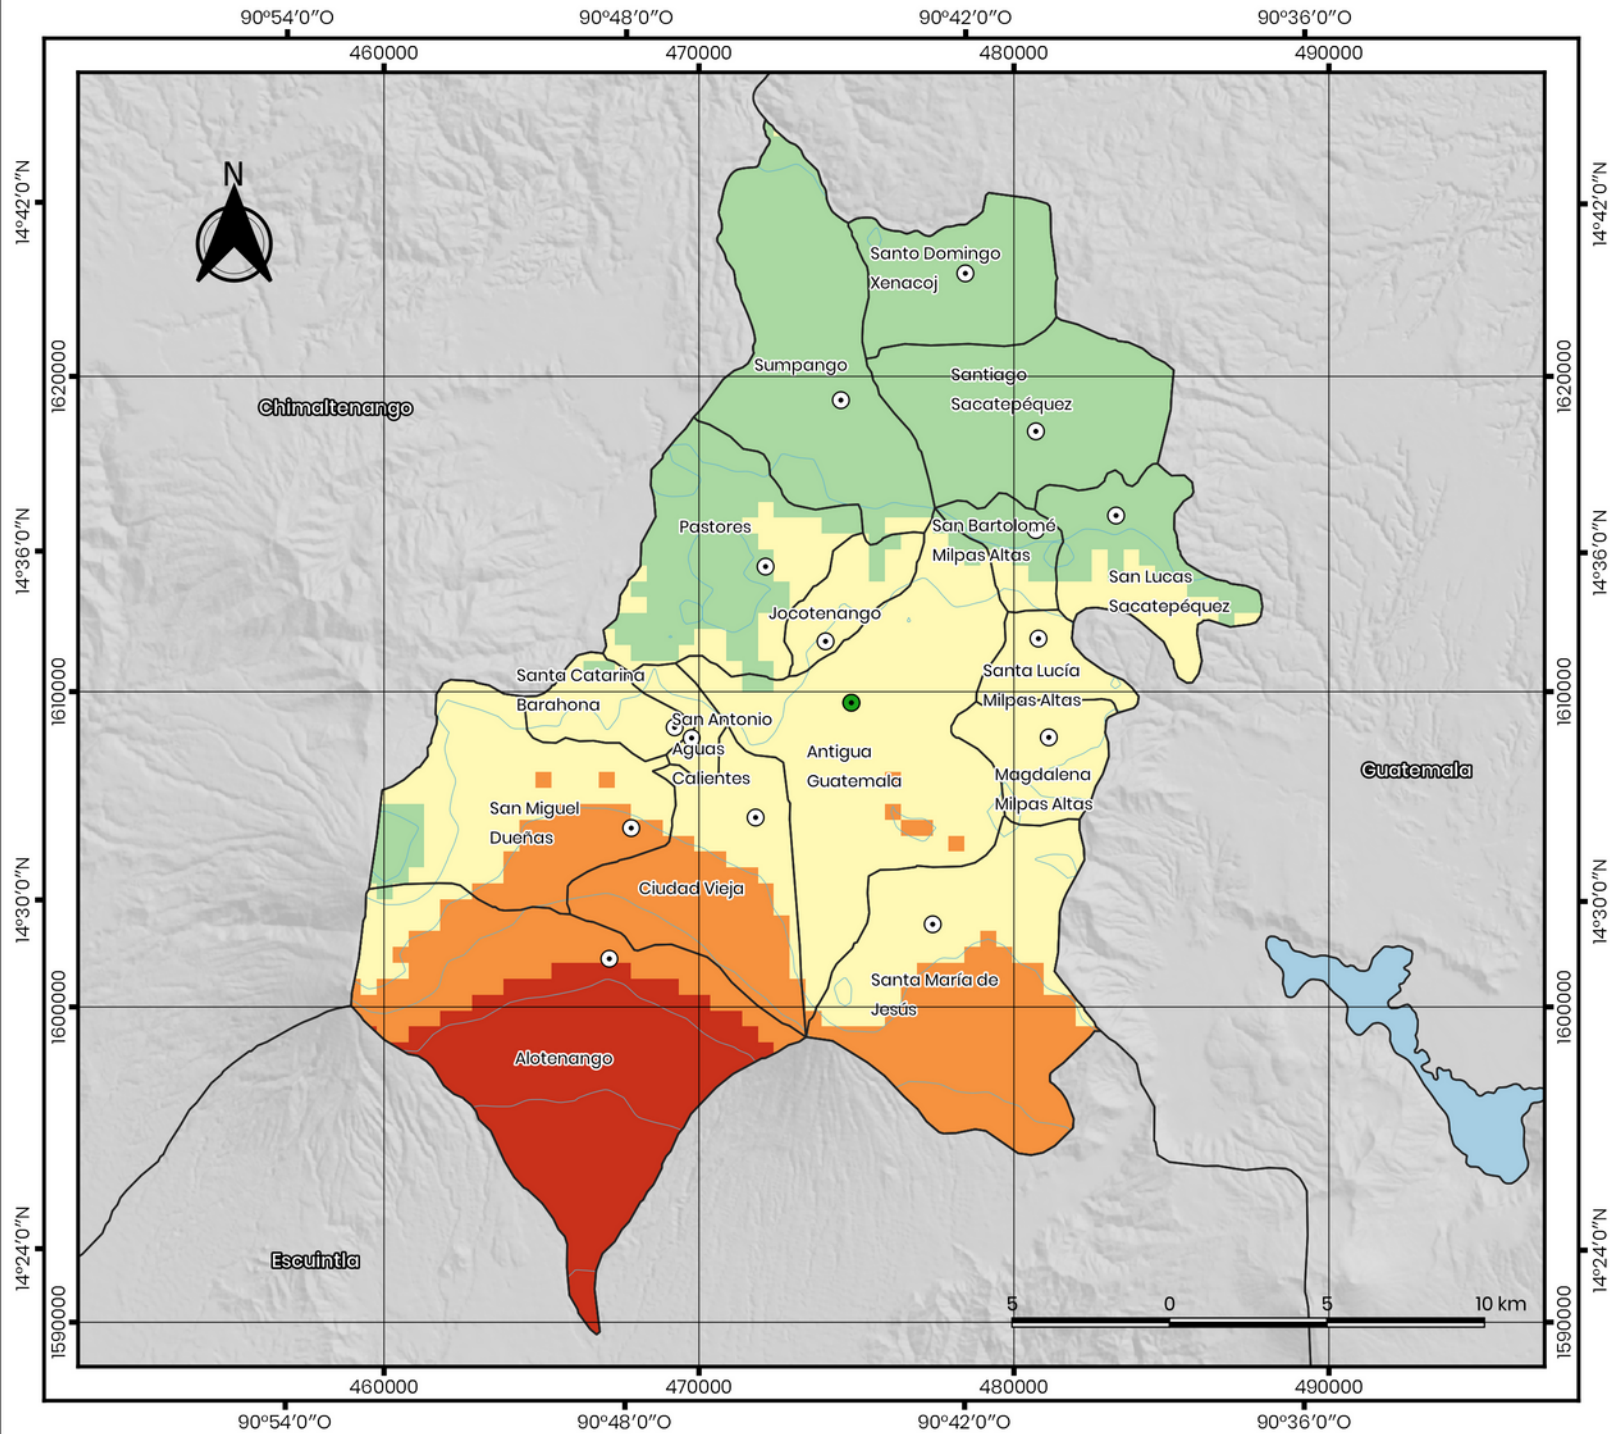 90°54′0″O 90°48′0″O 90°42′0″O 90°36′0″O
460000 470000 480000 490000
14°42′0″N
14°42′0″N
N
Santo Domingo
Xenacoj
1620000
1620000
Sumpango
Santiago
Sacatepéquez
Chimaltenango
14°36′0″N
14°36′0″N
Pastores
San Bartolomé
Milpas Altas
San Lucas
Sacatepéquez
Jocotenango
1610000
1610000
Santa Catarina
Barahona
Santa Lucía
Milpas Altas
San Antonio
Aguas
Calientes
Antigua
Guatemala
Magdalena
Milpas Altas
Guatemala
San Miguel
Dueñas
Ciudad Vieja
14°30′0″N
14°30′0″N
Santa María de
Jesús
1600000
1600000
Alotenango
14°24′0″N
14°24′0″N
Escuintla
5 0 5 10 km
1590000
1590000
460000 470000 480000 490000
90°54′0″O 90°48′0″O 90°42′0″O 90°36′0″O